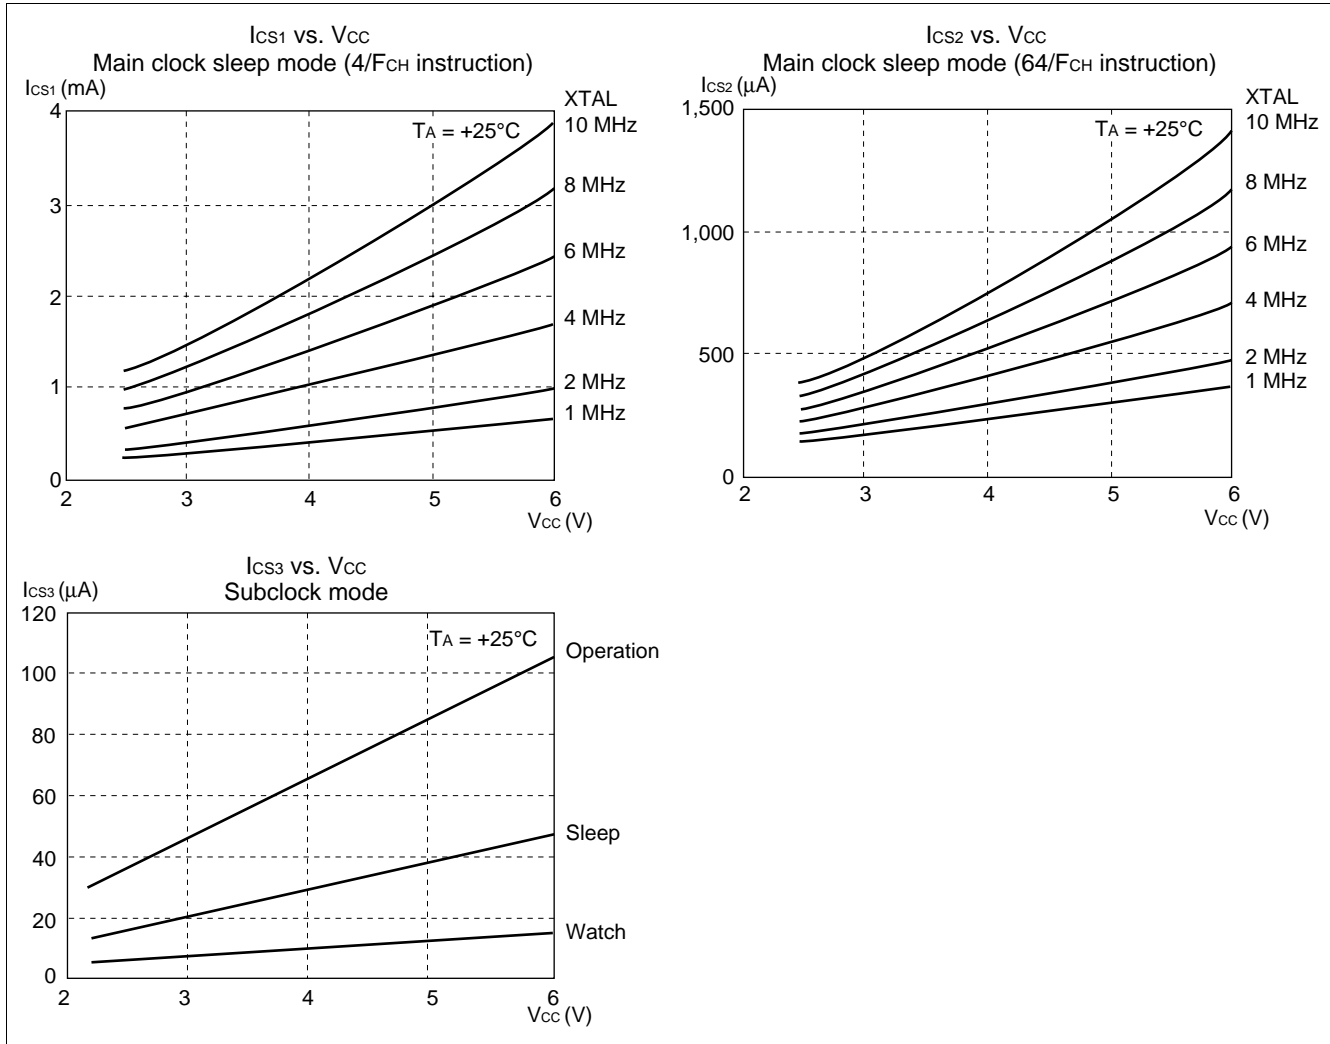 ICS1 vs. VCC
Main clock sleep mode (4/FCH instruction)
ICS1 (mA)
4
3
2
1
0
2
3
4
5
6
VCC (V)
TA = +25°C
XTAL
10 MHz
8 MHz
6 MHz
4 MHz
2 MHz
1 MHz
ICS2 vs. VCC
Main clock sleep mode (64/FCH instruction)
ICS2 (µA)
1,500
1,000
500
0
2
3
4
5
6
VCC (V)
TA = +25°C
XTAL
10 MHz
8 MHz
6 MHz
4 MHz
2 MHz
1 MHz
ICS3 vs. VCC
Subclock mode
ICS3 (µA)
120
100
80
60
40
20
0
2
3
4
5
6
VCC (V)
TA = +25°C
Operation
Sleep
Watch